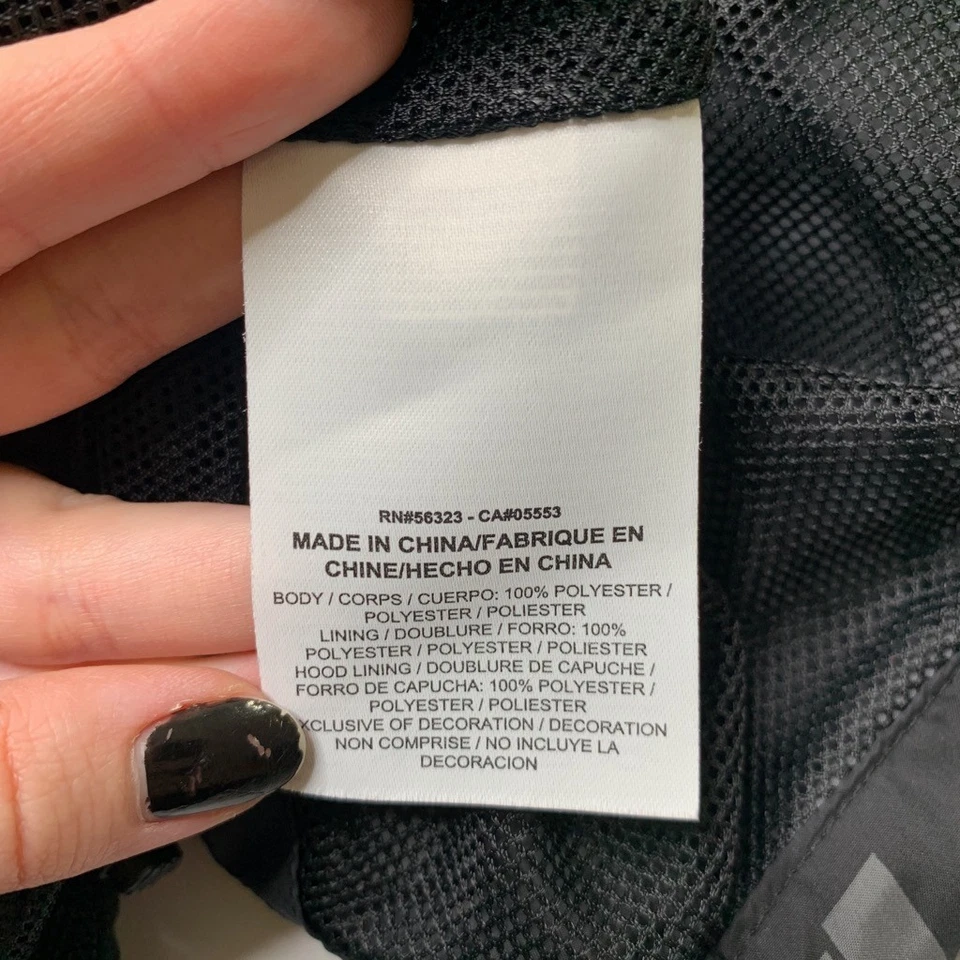 RN#56323 - CA#05553
MADE IN CHINA/FABRIQUE EN
CHINE/HECHO EN CHINA
BODY / CORPS / CUERPO: 100% POLYESTER /
POLYESTER / POLIESTER
LINING / DOUBLURE / FORRO: 100%
POLYESTER / POLYESTER / POLIESTER
HOOD LINING / DOUBLURE DE CAPUCHE /
FORRO DE CAPUCHA: 100% POLYESTER /
POLYESTER / POLIESTER
XCLUSIVE OF DECORATION / DECORATION
NON COMPRISE / NO INCLUYE LA
DECORACION